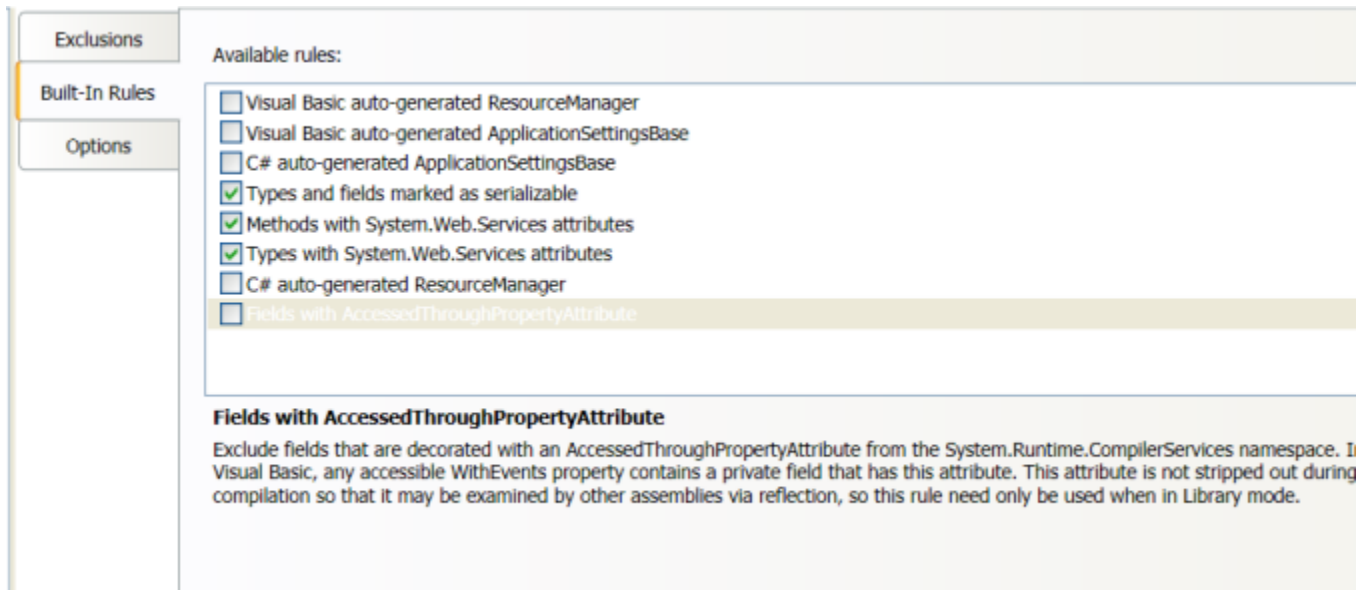 Exclusions
Built-In Rules
Options
Available rules:
Visual Basic auto-generated ResourceManager
Visual Basic auto-generated ApplicationSettingsBase
C# auto-generated ApplicationSettingsBase
Types and fields marked as serializable
Methods with System.Web.Services attributes
Types with System.Web.Services attributes
C# auto-generated ResourceManager
Fields with AccessedThroughPropertyAttribute
Fields with AccessedThroughPropertyAttribute
Exclude fields that are decorated with an AccessedThroughPropertyAttribute from the System.Runtime.CompilerServices namespace.
Visual Basic, any accessible WithEvents property contains a private field that has this attribute. This attribute is not stripped out during
compilation so that it may be examined by other assemblies via reflection, so this rule need only be used when in Library mode.